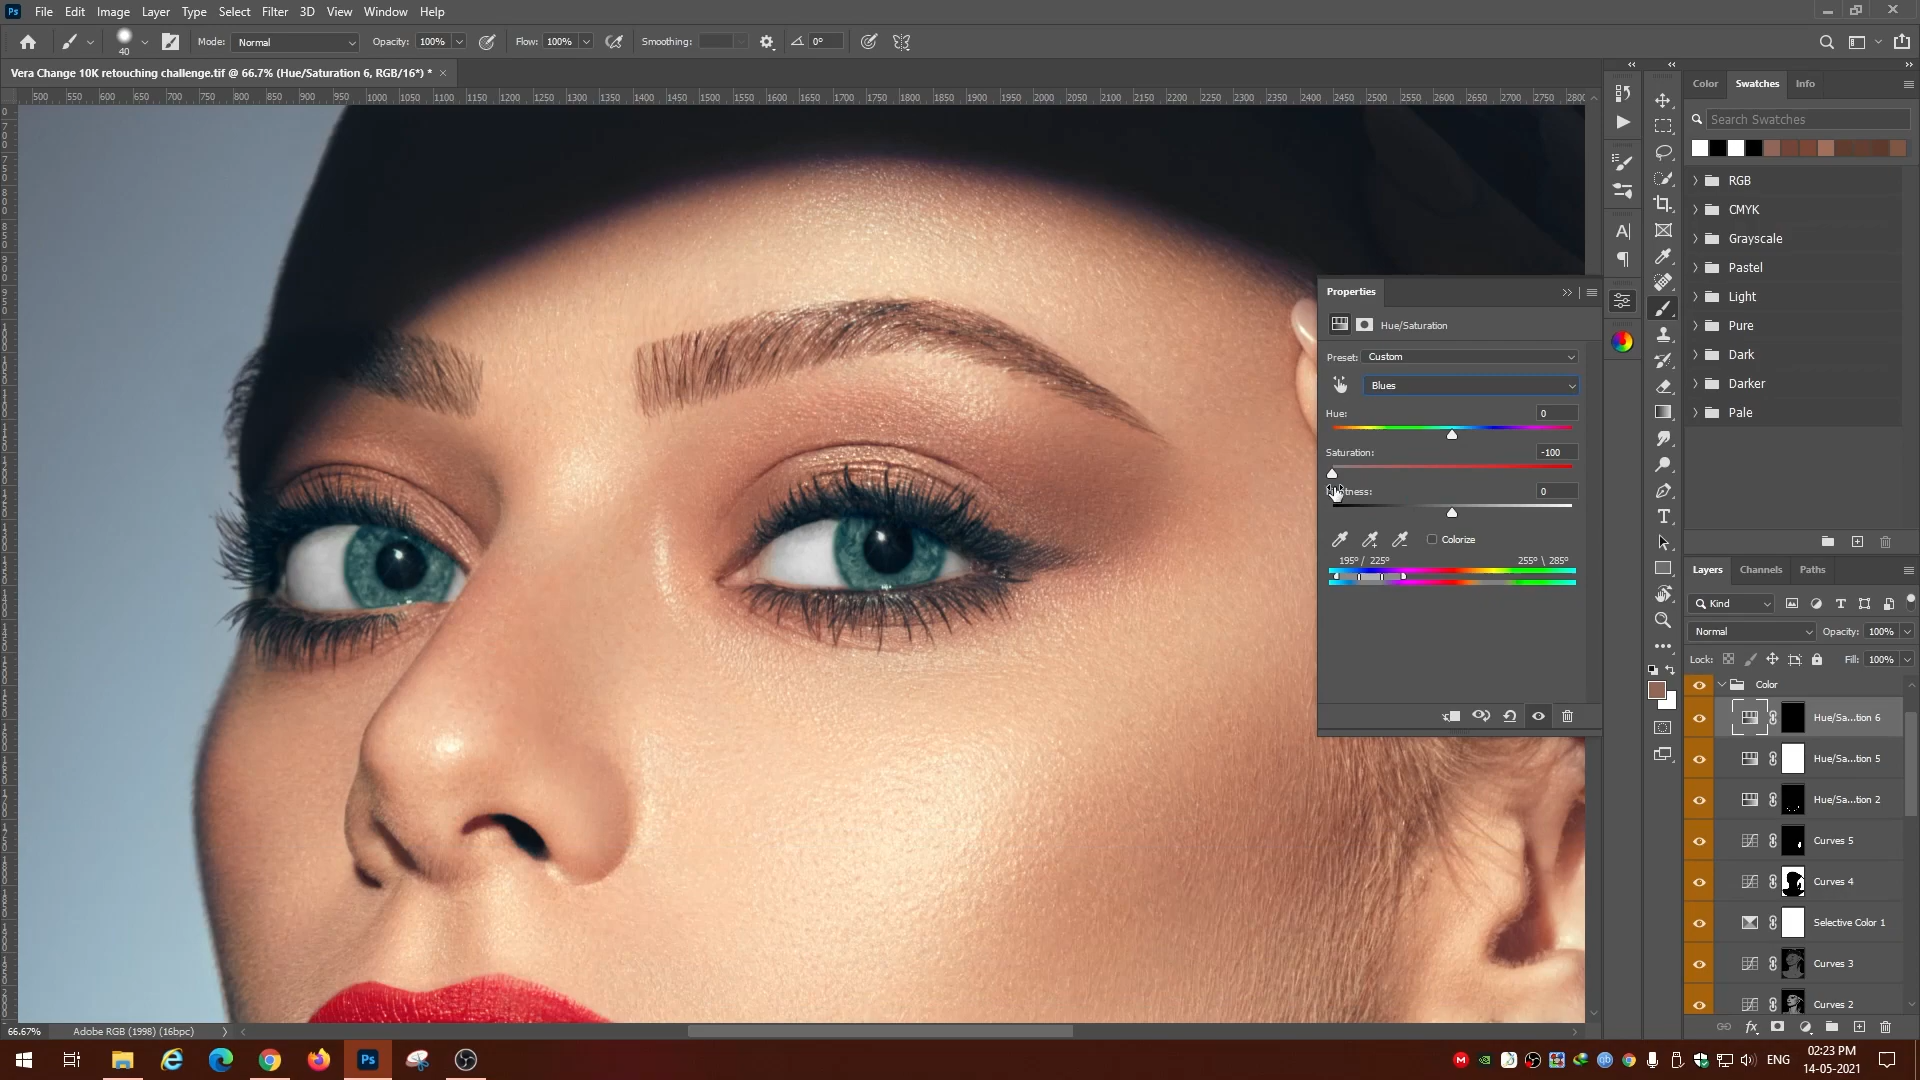 Ps File Edit Image Layer Type Select Filter 3D View Window Help
40 Mode: Normal Opacity: 100% Flow: 100% Smoothing: 0°
Vera Change 10K retouching challenge.tif @ 66.7% (Hue/Saturation 6, RGB/16*) * ×
500 550 600 650 700 750 800 850 900 950 1000 1050 1100 1150 1200 1250 1300 1350 1400 1450 1500 1550 1600 1650 1700 1750 1800 1850 1900 1950 2000 2050 2100 2150 2200 2250 2300 2350 2400 2450 2500 2550 2600 2650 2700 2750 2800
Color Swatches Info
Search Swatches
RGB
CMYK
Grayscale
Pastel
Light
Pure
Dark
Darker
Pale
Properties
Hue/Saturation
Preset: Custom
Blues
Hue: 0
Saturation: -100
htness: 0
Colorize
195°/ 225° 255° \ 285°
Layers Channels Paths
Kind
Normal Opacity: 100%
Lock: Fill: 100%
Color
Hue/Sa...tion 6
Hue/Sa...tion 5
Hue/Sa...tion 2
Curves 5
Curves 4
Selective Color 1
Curves 3
Curves 2
66.67% Adobe RGB (1998) (16bpc)
Ps
ENG
02:23 PM
14-05-2021